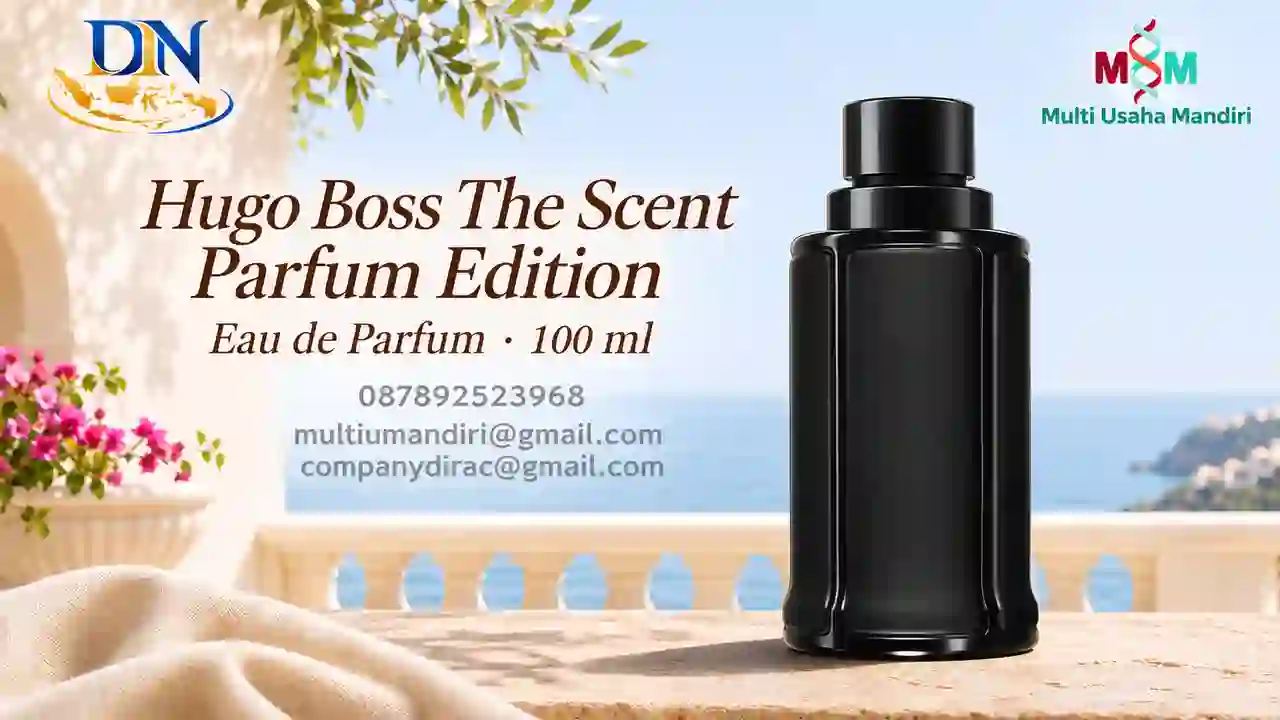 DN
MSM
Multi Usaha Mandiri
Hugo Boss The Scent
Parfum Edition
Eau de Parfum · 100 ml
087892523968
multiumandiri@gmail.com
companydirac@gmail.com